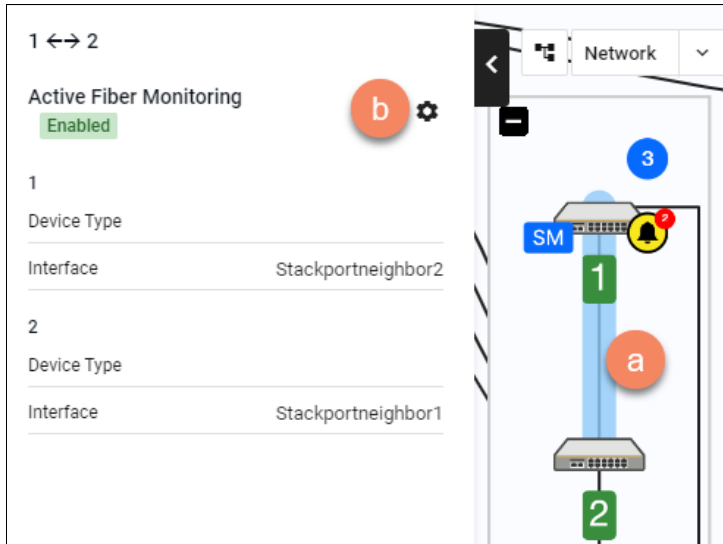 1 ←→ 2
Active Fiber Monitoring
b
Enabled
1
Device Type
Interface Stackportneighbor2
2
Device Type
Interface Stackportneighbor1
Network
3
2
SM
1
a
2